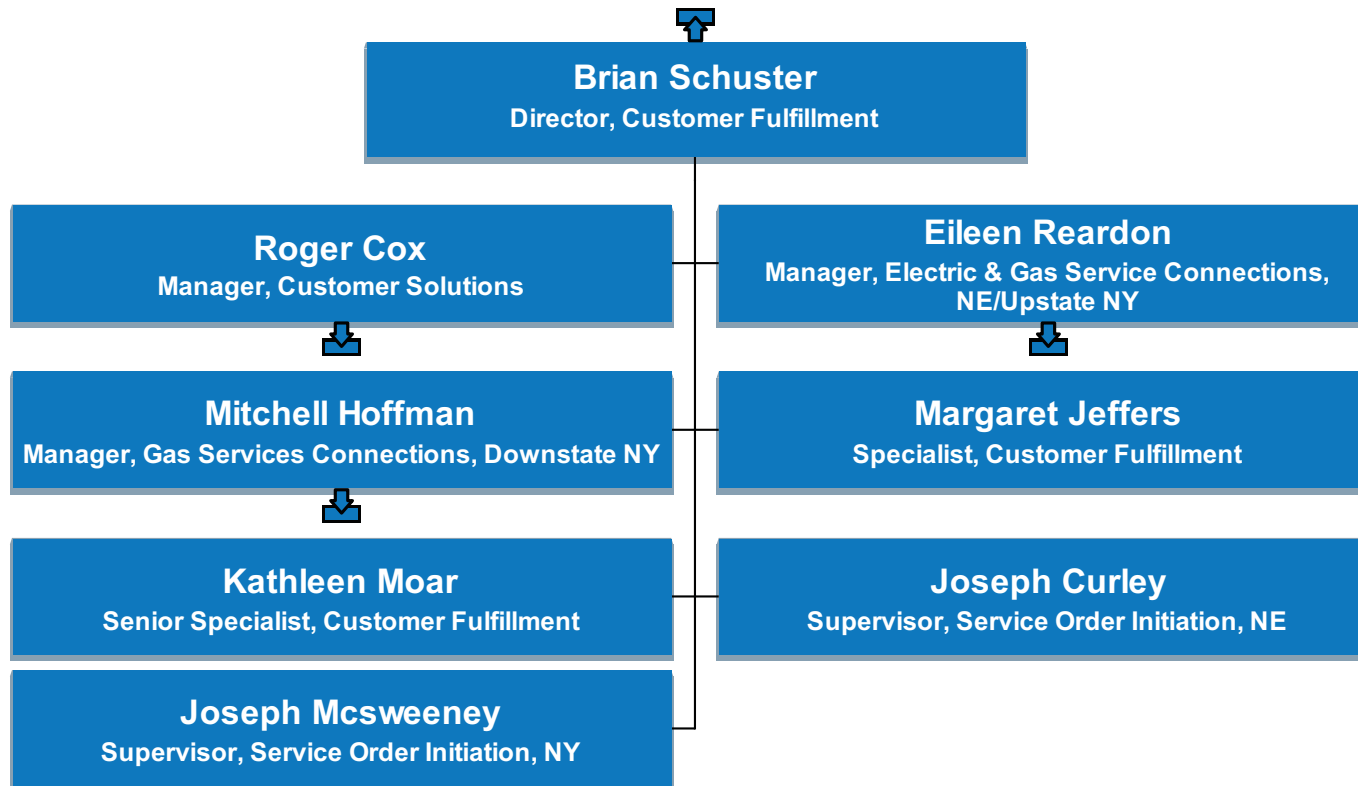 Brian Schuster
Director, Customer Fulfillment
Roger Cox
Manager, Customer Solutions
Eileen Reardon
Manager, Electric & Gas Service Connections,
NE/Upstate NY
Mitchell Hoffman
Manager, Gas Services Connections, Downstate NY
Margaret Jeffers
Specialist, Customer Fulfillment
Kathleen Moar
Senior Specialist, Customer Fulfillment
Joseph Curley
Supervisor, Service Order Initiation, NE
Joseph Mcsweeney
Supervisor, Service Order Initiation, NY